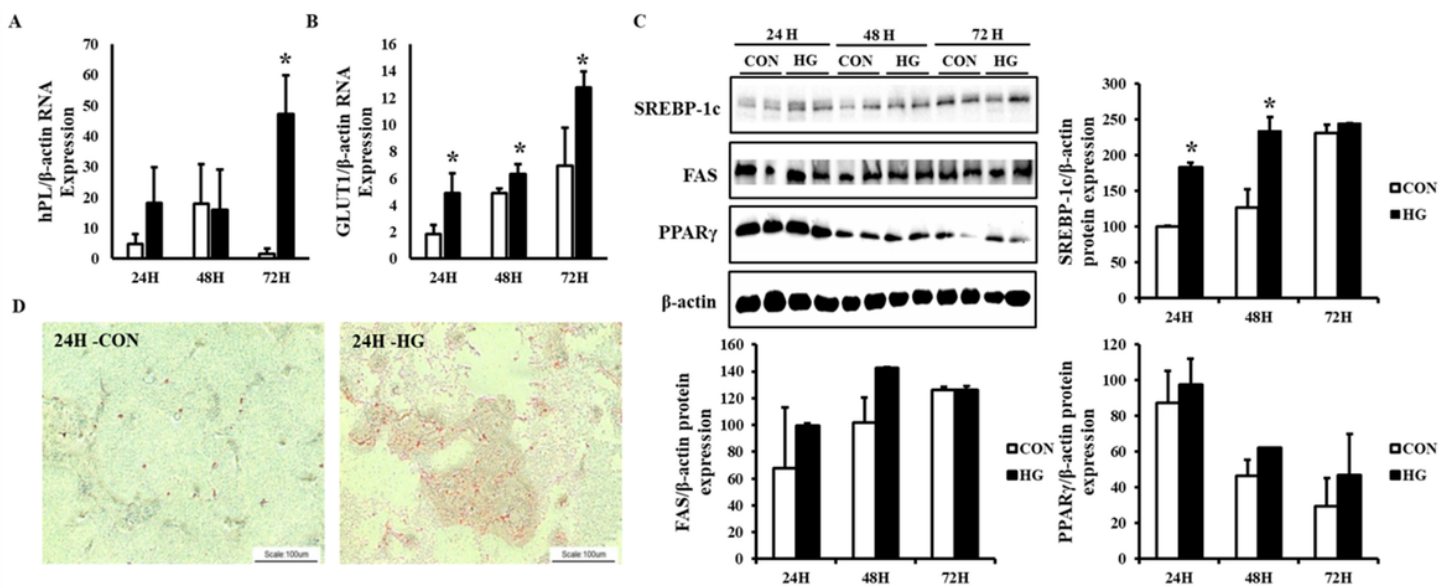 A
hPL/β-actin RNA
Expression
70
60
50
40
30
20
10
0
*
24H
48H
72H
B
GLUT1/β-actin RNA
Expression
16
14
12
10
8
6
4
2
0
*
*
*
24H
48H
72H
C
24 H
48 H
72 H
CON
HG
CON
HG
CON
HG
SREBP-1c
FAS
PPARγ
β-actin
SREBP-1c/β-actin
protein expression
300
250
200
150
100
50
0
*
*
24H
48H
72H
CON
HG
D
24H -CON
Scale:100um
24H -HG
Scale:100um
FAS/β-actin protein
expression
160
140
120
100
80
60
40
20
0
24H
48H
72H
CON
HG
PPARγ/β-actin protein
expression
120
100
80
60
40
20
0
24H
48H
72H
CON
HG